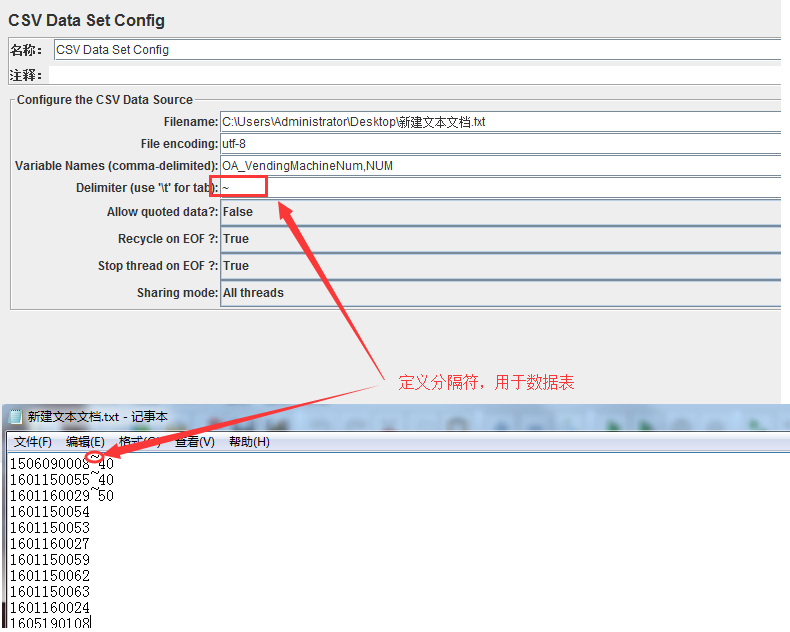 CSV Data Set Config
名称： CSV Data Set Config
注释：
Configure the CSV Data Source
Filename: C:\Users\Administrator\Desktop\新建文本文档.txt
File encoding: utf-8
Variable Names (comma-delimited): OA_VendingMachineNum,NUM
Delimiter (use '\t' for tab): ~
Allow quoted data?: False
Recycle on EOF ?: True
Stop thread on EOF ?: True
Sharing mode: All threads
定义分隔符，用于数据表
新建文本文档.txt - 记事本
文件(F) 编辑(E) 格式(O) 查看(V) 帮助(H)
1506090008~40
1601150055~40
1601160029~50
1601150054
1601150053
1601160027
1601150059
1601150062
1601150063
1601160024
1605190108